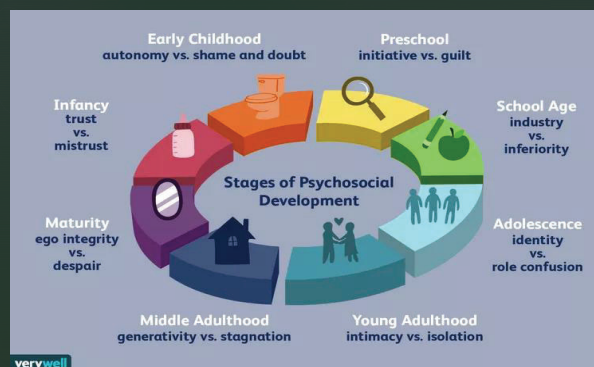 Early Childhood
autonomy vs. shame and doubt
Preschool
initiative vs. guilt
Infancy
trust
vs.
mistrust
School Age
industry
vs.
inferiority
Stages of Psychosocial
Development
Maturity
ego integrity
vs.
despair
Adolescence
identity
vs.
role confusion
Middle Adulthood
generativity vs. stagnation
Young Adulthood
intimacy vs. isolation
verywell